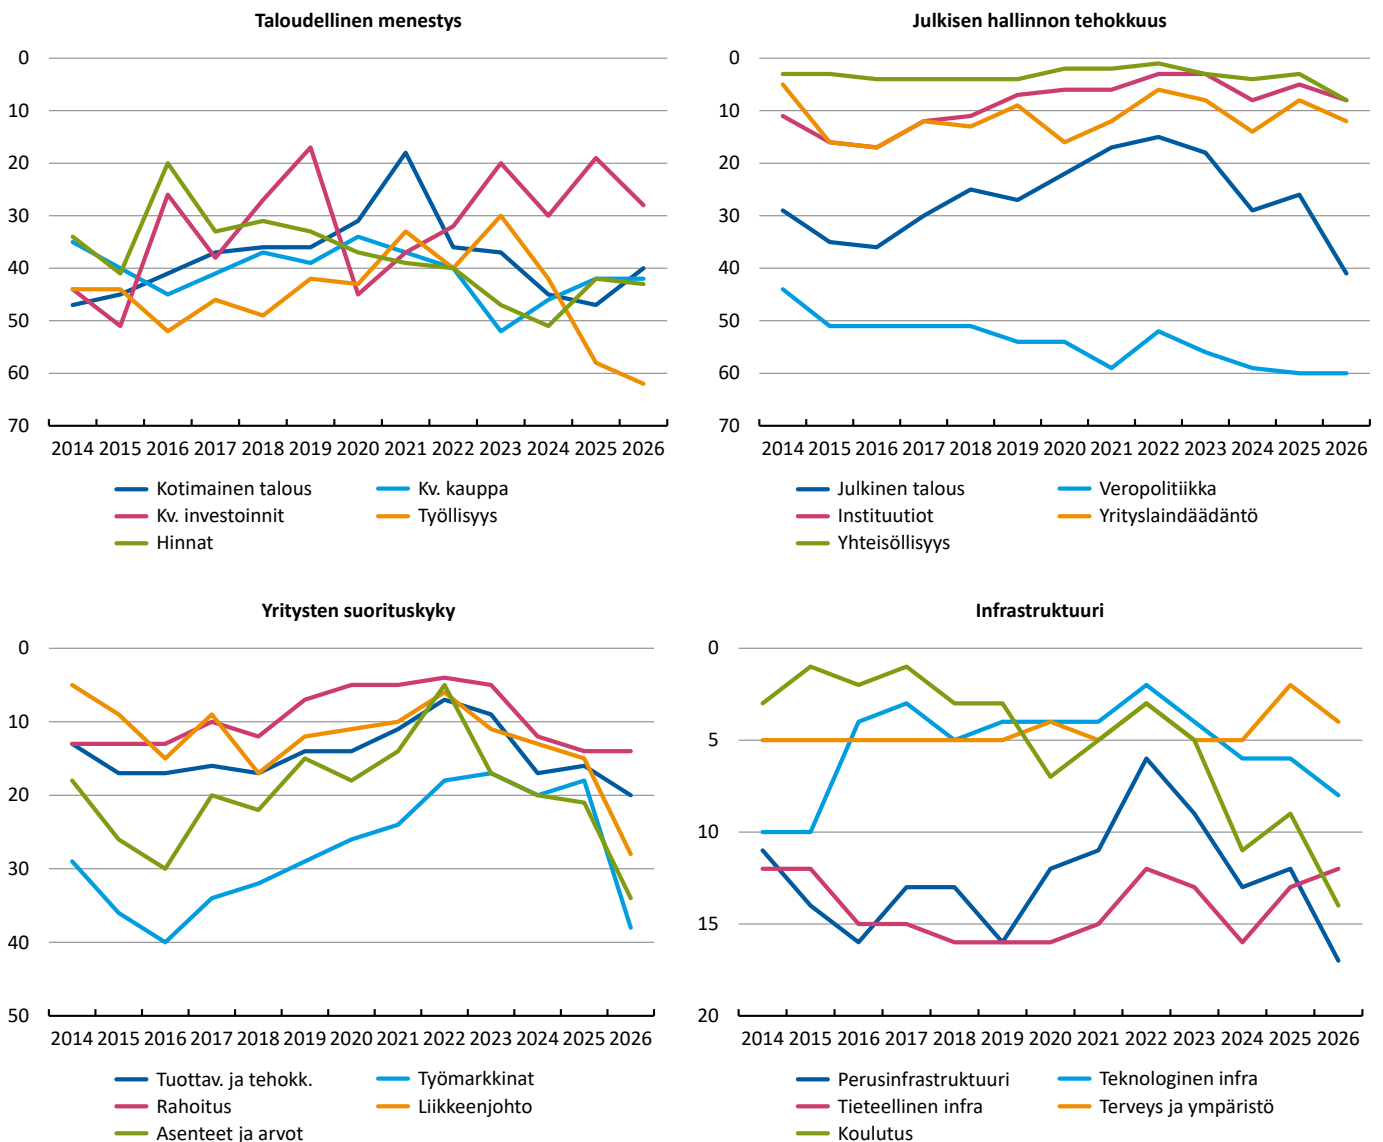 Taloudellinen menestys
0
10
20
30
40
50
60
70
2014 2015 2016 2017 2018 2019 2020 2021 2022 2023 2024 2025 2026
Kotimainen talous
Kv. kauppa
Kv. investoinnit
Työllisyys
Hinnat
Julkisen hallinnon tehokkuus
0
10
20
30
40
50
60
70
2014 2015 2016 2017 2018 2019 2020 2021 2022 2023 2024 2025 2026
Julkinen talous
Veropolitiikka
Instituutiot
Yrityslaindäädäntö
Yhteisöllisyys
Yritysten suorituskyky
0
10
20
30
40
50
2014 2015 2016 2017 2018 2019 2020 2021 2022 2023 2024 2025 2026
Tuottav. ja tehokk.
Työmarkkinat
Rahoitus
Liikkeenjohto
Asenteet ja arvot
Infrastruktuuri
0
5
10
15
20
2014 2015 2016 2017 2018 2019 2020 2021 2022 2023 2024 2025 2026
Perusinfrastruktuuri
Teknologinen infra
Tieteellinen infra
Terveys ja ympäristö
Koulutus